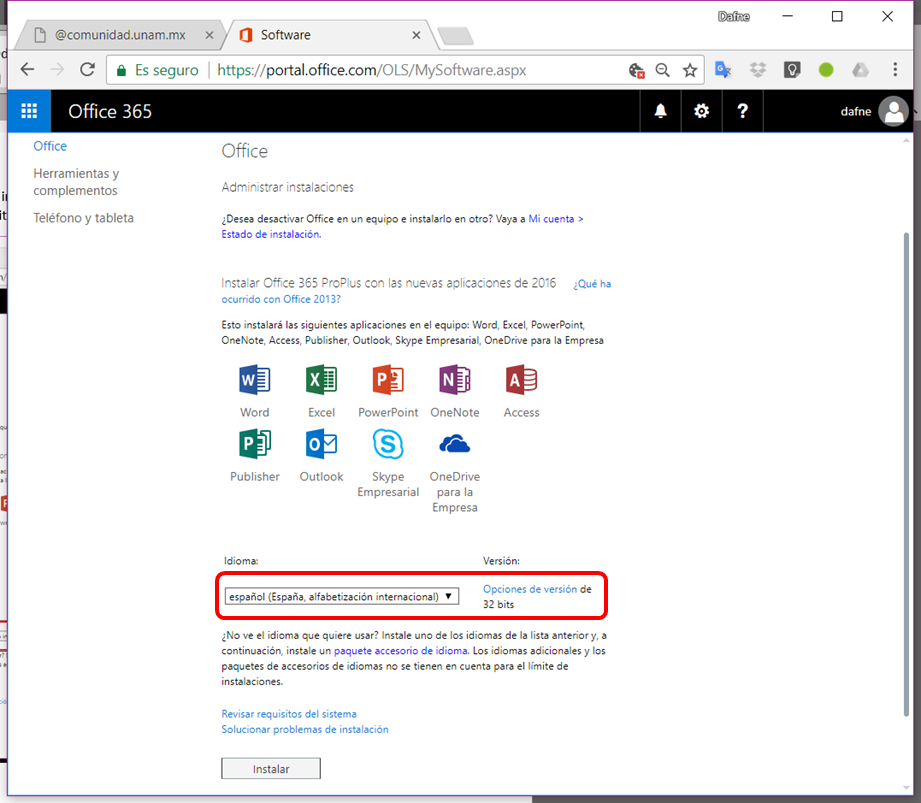 Dafne
@comunidad.unam.mx
Software
Es seguro
https://portal.office.com/OLS/MySoftware.aspx
Office 365
?
dafne
Office
Herramientas y
complementos
Teléfono y tableta
Office
Administrar instalaciones
¿Desea desactivar Office en un equipo e instalarlo en otro? Vaya a Mi cuenta >
Estado de instalación.
Instalar Office 365 ProPlus con las nuevas aplicaciones de 2016 ¿Qué ha
ocurrido con Office 2013?
Esto instalará las siguientes aplicaciones en el equipo: Word, Excel, PowerPoint,
OneNote, Access, Publisher, Outlook, Skype Empresarial, OneDrive para la Empresa
Word
Excel
PowerPoint
OneNote
Access
Publisher
Outlook
Skype
Empresarial
OneDrive
para la
Empresa
Idioma:
Versión:
español (España, alfabetización internacional)
Opciones de versión de
32 bits
¿No ve el idioma que quiere usar? Instale uno de los idiomas de la lista anterior y, a
continuación, instale un paquete accesorio de idioma. Los idiomas adicionales y los
paquetes de accesorios de idiomas no se tienen en cuenta para el límite de
instalaciones.
Revisar requisitos del sistema
Solucionar problemas de instalación
Instalar